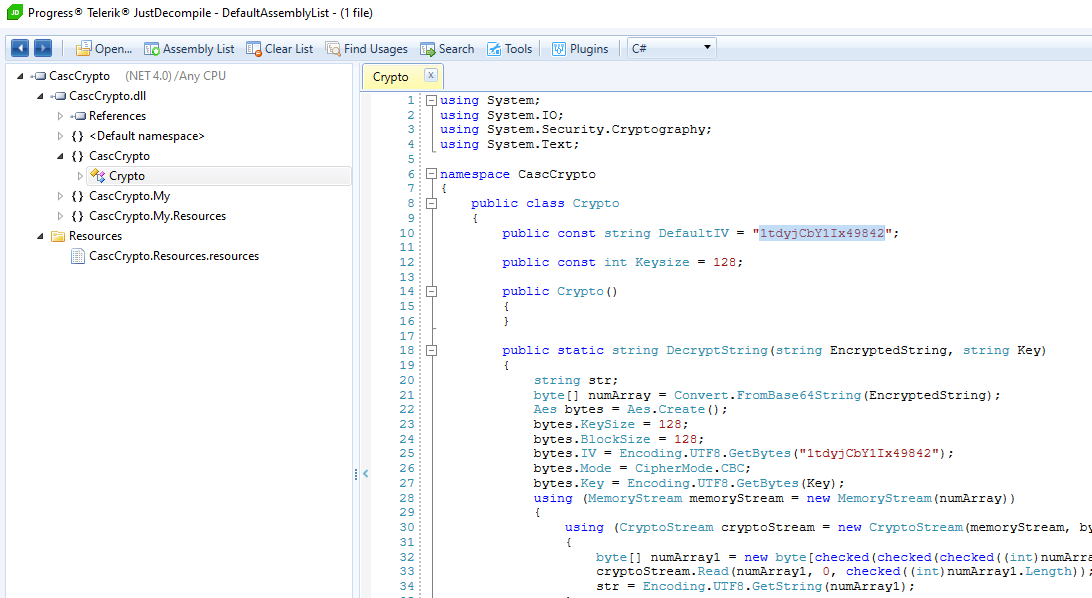 Progress® Telerik® JustDecompile - DefaultAssemblyList - (1 file)
Open... Assembly List Clear List Find Usages Search Tools Plugins C#
CascCrypto (NET 4.0) /Any CPU
CascCrypto.dll
References
{} <Default namespace>
{} CascCrypto
Crypto
{} CascCrypto.My
{} CascCrypto.My.Resources
Resources
CascCrypto.Resources.resources
Crypto x
1 using System;
2 using System.IO;
3 using System.Security.Cryptography;
4 using System.Text;
5
6 namespace CascCrypto
7 {
8 public class Crypto
9 {
10 public const string DefaultIV = "1tdyjCbY1Ix49842";
11
12 public const int Keysize = 128;
13
14 public Crypto()
15 {
16 }
17
18 public static string DecryptString(string EncryptedString, string Key)
19 {
20 string str;
21 byte[] numArray = Convert.FromBase64String(EncryptedString);
22 Aes bytes = Aes.Create();
23 bytes.KeySize = 128;
24 bytes.BlockSize = 128;
25 bytes.IV = Encoding.UTF8.GetBytes("1tdyjCbY1Ix49842");
26 bytes.Mode = CipherMode.CBC;
27 bytes.Key = Encoding.UTF8.GetBytes(Key);
28 using (MemoryStream memoryStream = new MemoryStream(numArray))
29 {
30 using (CryptoStream cryptoStream = new CryptoStream(memoryStream, by
31 {
32 byte[] numArray1 = new byte[checked(checked(checked((int)numArra
33 cryptoStream.Read(numArray1, 0, checked((int)numArray1.Length));
34 str = Encoding.UTF8.GetString(numArray1);